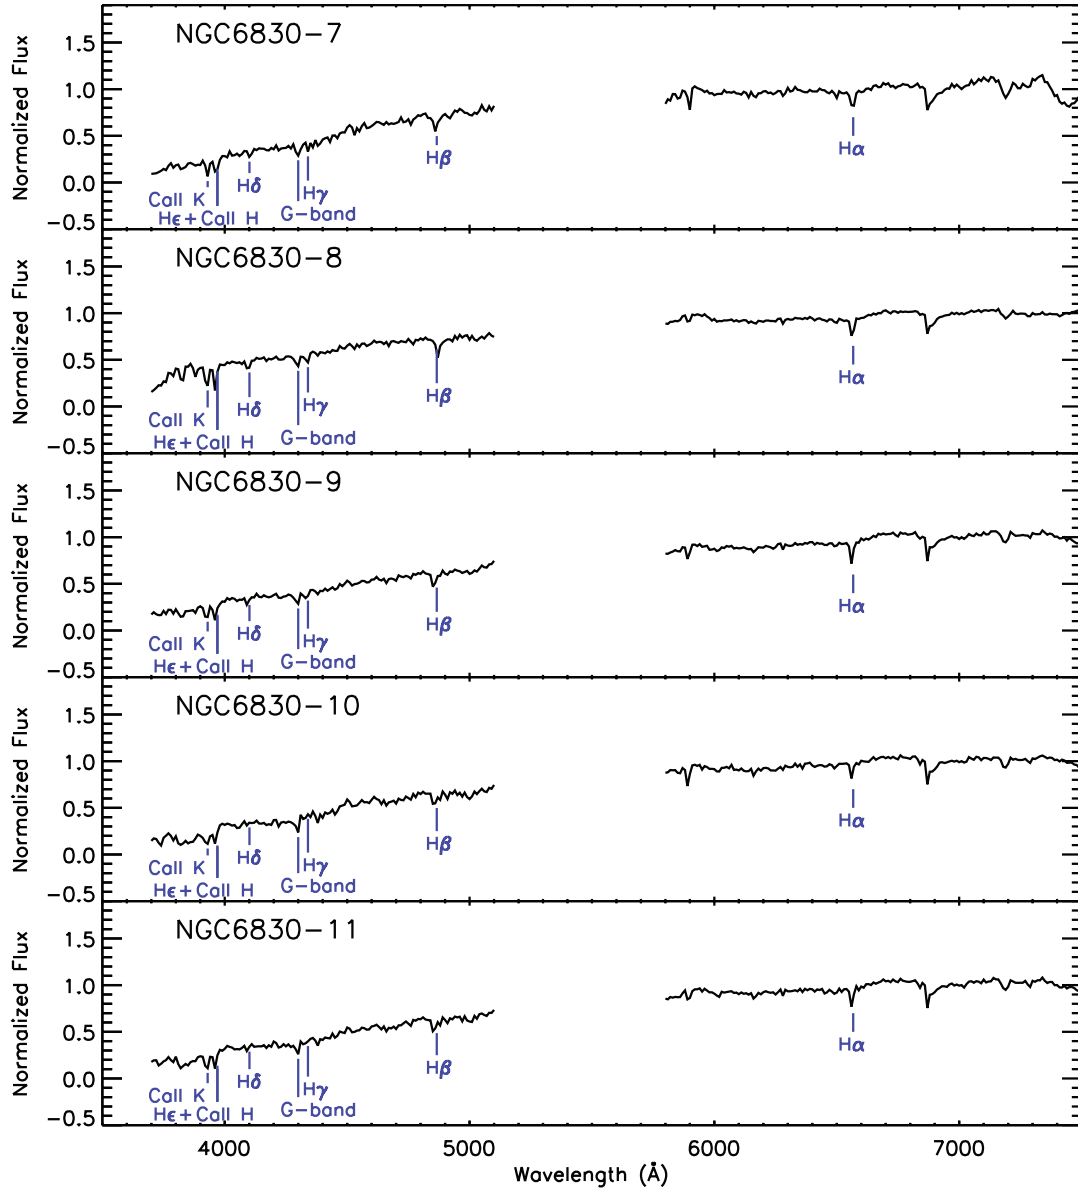 NGC6830-7
Normalized Flux
1.5
1.0
0.5
0.0
-0.5
CaII K
Hϵ+CaII H
Hδ
G-band
Hγ
Hβ
Hα
NGC6830-8
Normalized Flux
1.5
1.0
0.5
0.0
-0.5
CaII K
Hϵ+CaII H
Hδ
G-band
Hγ
Hβ
Hα
NGC6830-9
Normalized Flux
1.5
1.0
0.5
0.0
-0.5
CaII K
Hϵ+CaII H
Hδ
G-band
Hγ
Hβ
Hα
NGC6830-10
Normalized Flux
1.5
1.0
0.5
0.0
-0.5
CaII K
Hϵ+CaII H
Hδ
G-band
Hγ
Hβ
Hα
NGC6830-11
Normalized Flux
1.5
1.0
0.5
0.0
-0.5
CaII K
Hϵ+CaII H
Hδ
G-band
Hγ
Hβ
Hα
4000 5000 6000 7000
Wavelength (Å)